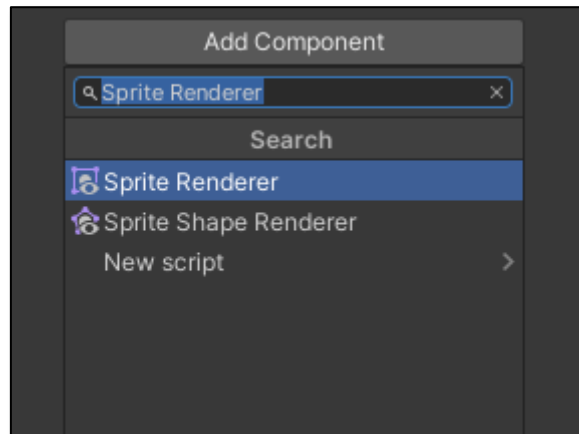 Add Component
Sprite Renderer
Search
Sprite Renderer
Sprite Shape Renderer
New script